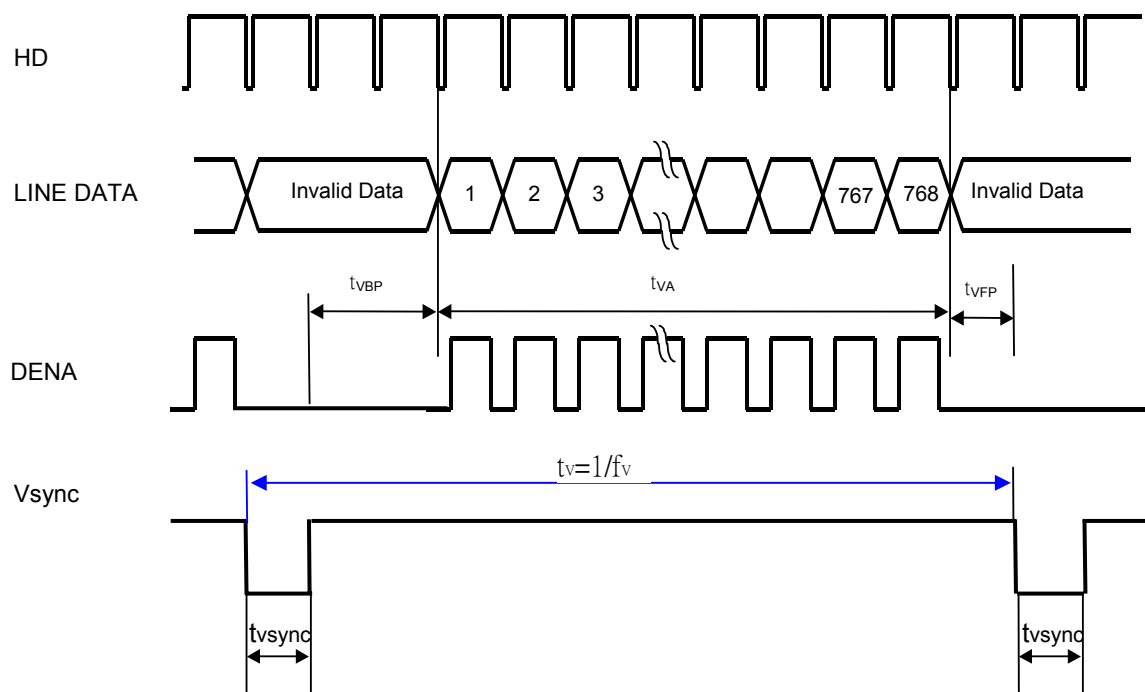 HD
LINE DATA
Invalid Data
1
2
3
767
768
Invalid Data
tVBP
tVA
tVFP
DENA
tv=1/fv
Vsync
tvsync
tvsync